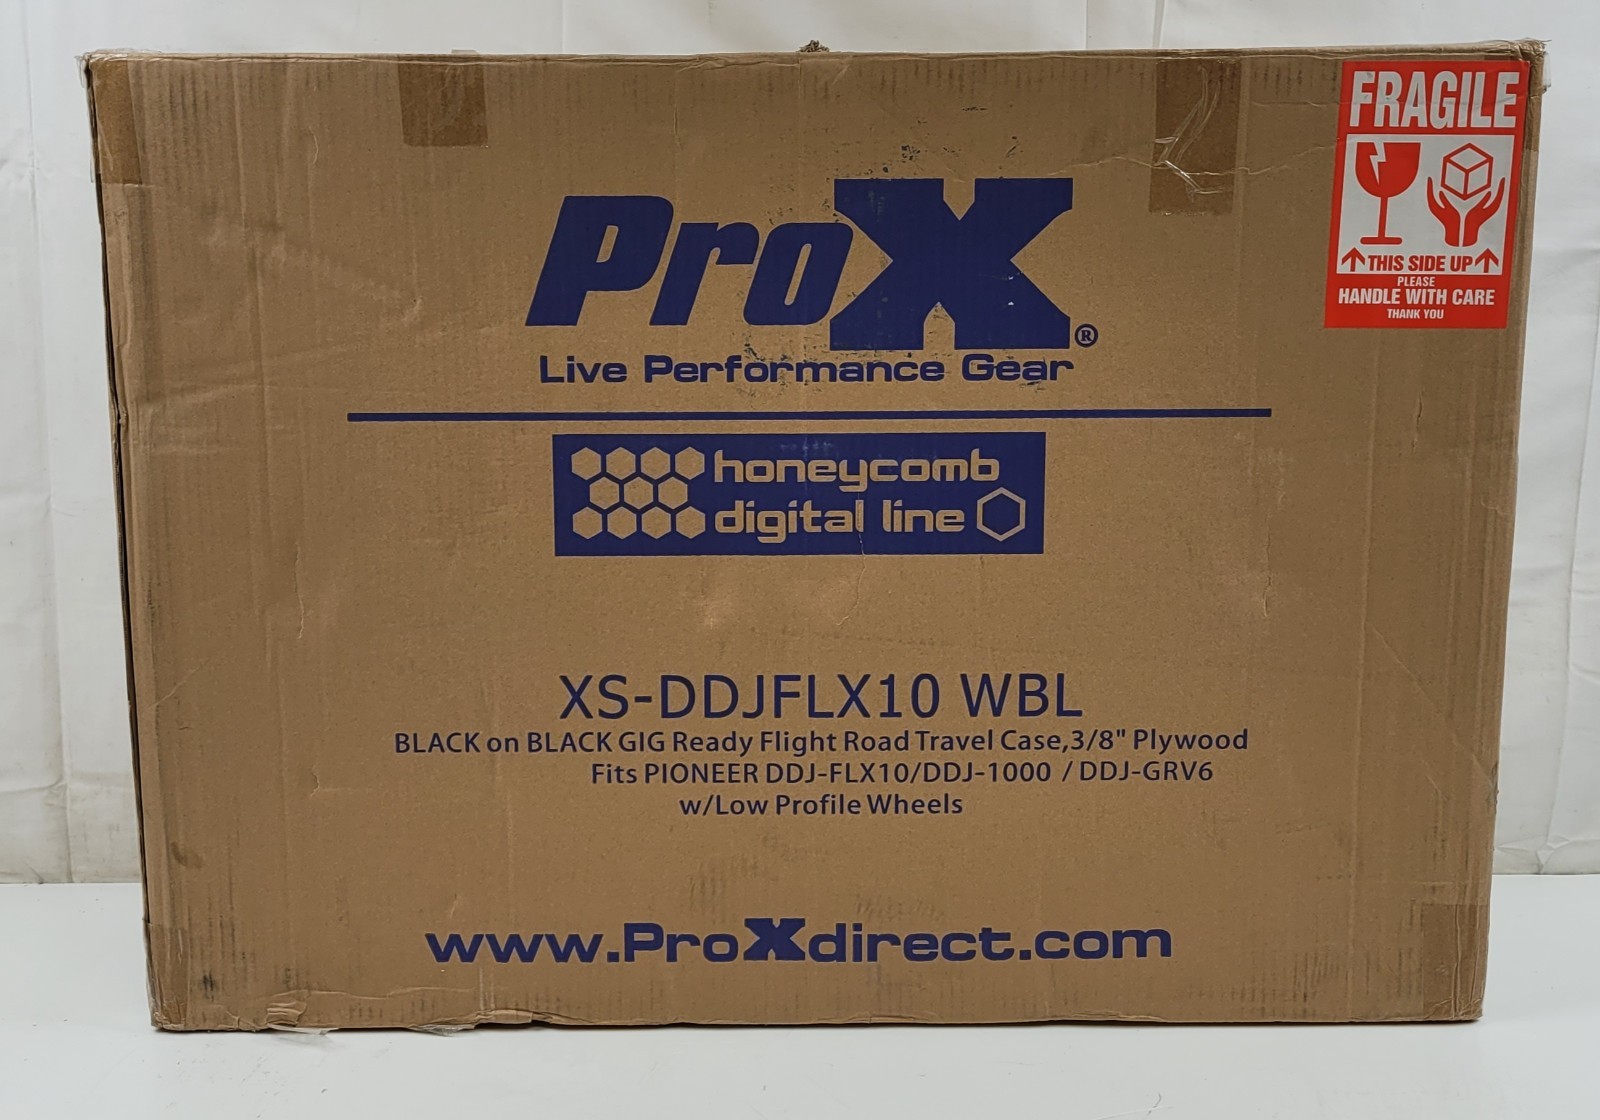 FRAGILE
THIS SIDE UP
PLEASE
HANDLE WITH CARE
THANK YOU
ProX®
Live Performance Gear
honeycomb
digital line
XS-DDJFLX10 WBL
BLACK on BLACK GIG Ready Flight Road Travel Case,3/8" Plywood
Fits PIONEER DDJ-FLX10/DDJ-1000 / DDJ-GRV6
w/Low Profile Wheels
www.ProXdirect.com